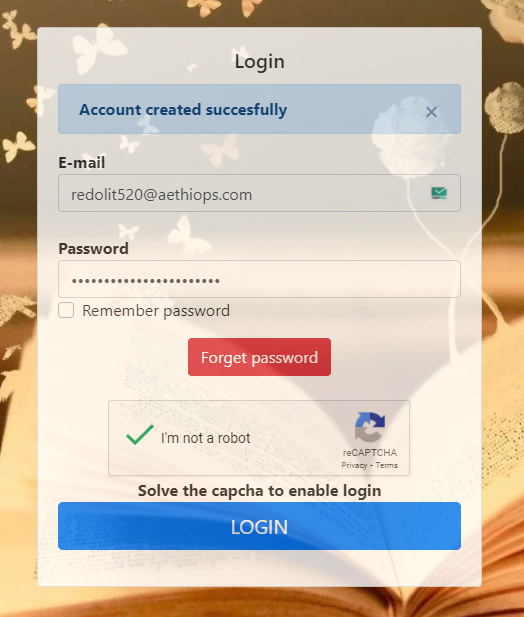 Login
Account created succesfully ×
E-mail
redolit520@aethiops.com
Password
•••••••••••••••••••••••
Remember password
Forget password
I'm not a robot
reCAPTCHA
Privacy - Terms
Solve the capcha to enable login
LOGIN